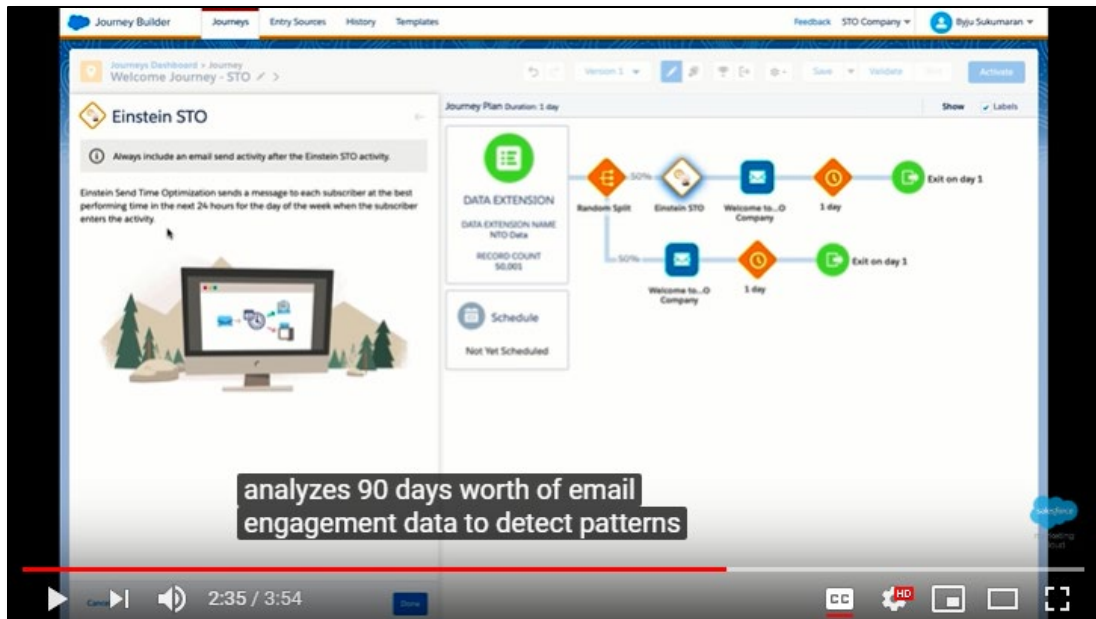 Journey Builder
Journeys
Entry Sources
History
Templates
Feedback
STO Company
Byju Sukumaran
Journeys Dashboard > Journey
Welcome Journey - STO
Version 1
Save
Validate
Activate
Einstein STO
Journey Plan Duration: 1 day
Show
Labels
Always include an email send activity after the Einstein STO activity.
Einstein Send Time Optimization sends a message to each subscriber at the best
performing time in the next 24 hours for the day of the week when the subscriber
enters the activity.
DATA EXTENSION
DATA EXTENSION NAME
NTO Data
RECORD COUNT
50,001
Schedule
Not Yet Scheduled
50%
Random Split
Einstein STO
Welcome to...O
Company
1 day
Exit on day 1
50%
Welcome to...O
Company
1 day
Exit on day 1
analyzes 90 days worth of email
engagement data to detect patterns
salesforce
marketing
cloud
Cancel
Done
2:35 / 3:54
CC
HD